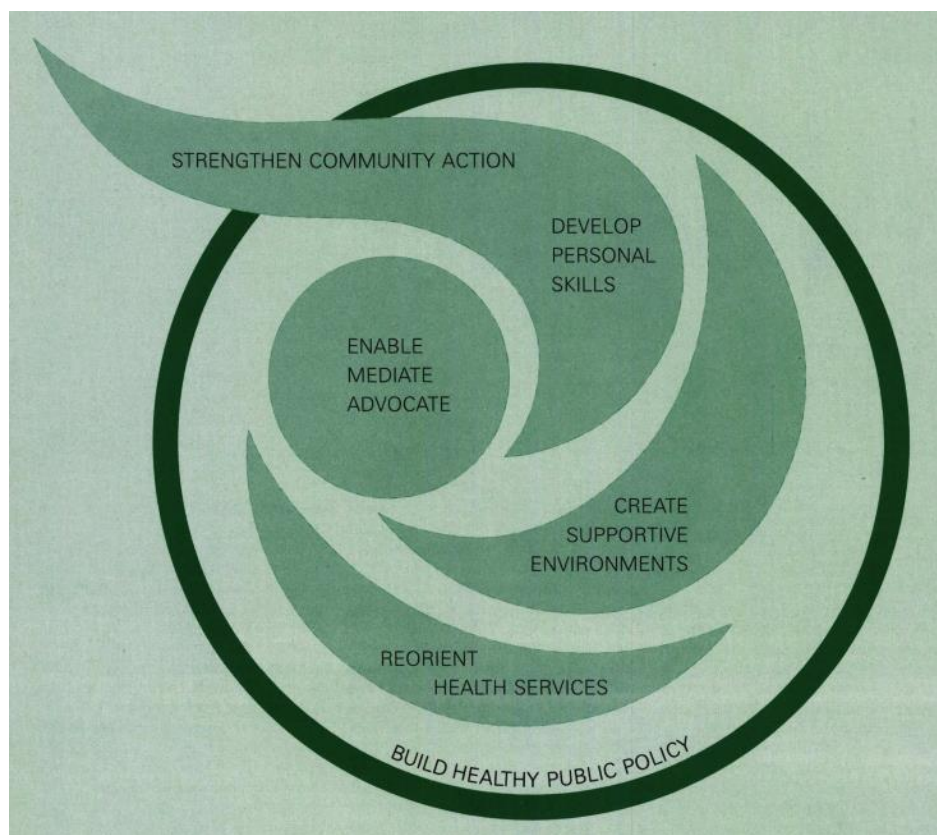 STRENGTHEN COMMUNITY ACTION
DEVELOP
PERSONAL
SKILLS
ENABLE
MEDIATE
ADVOCATE
CREATE
SUPPORTIVE
ENVIRONMENTS
REORIENT
HEALTH SERVICES
BUILD HEALTHY PUBLIC POLICY